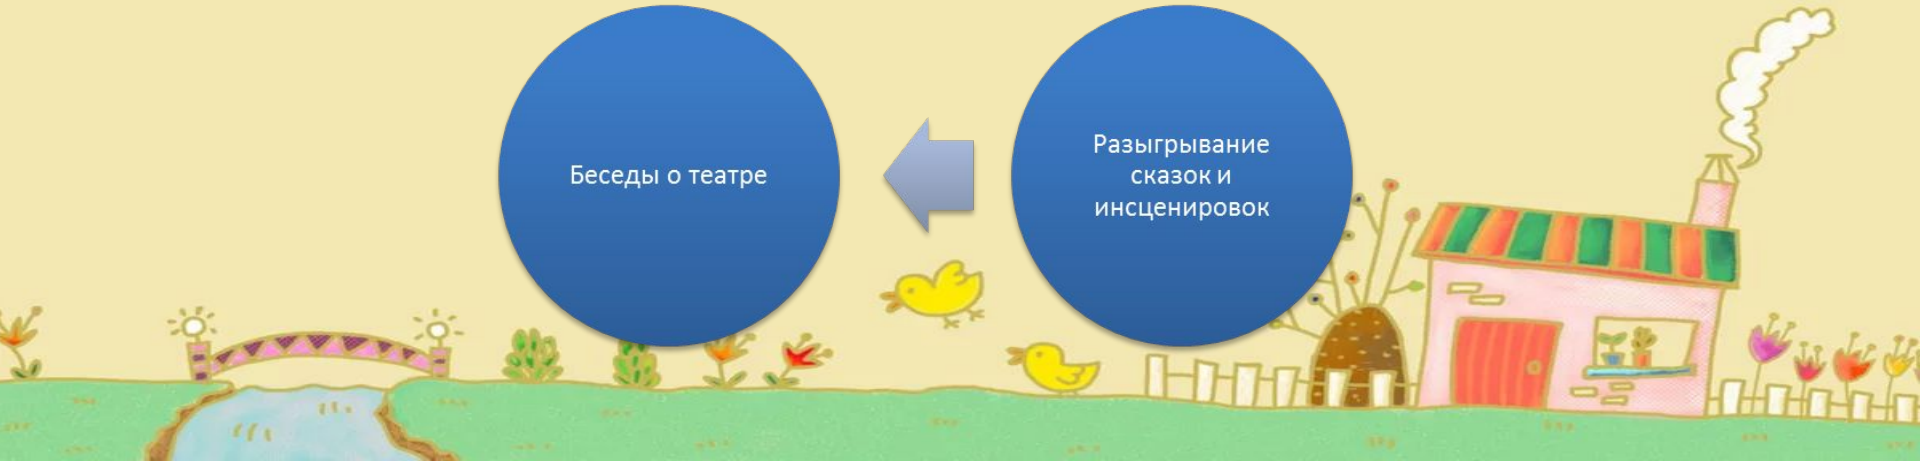 Беседы о театре
Разыгрывание
сказок и
инсценировок